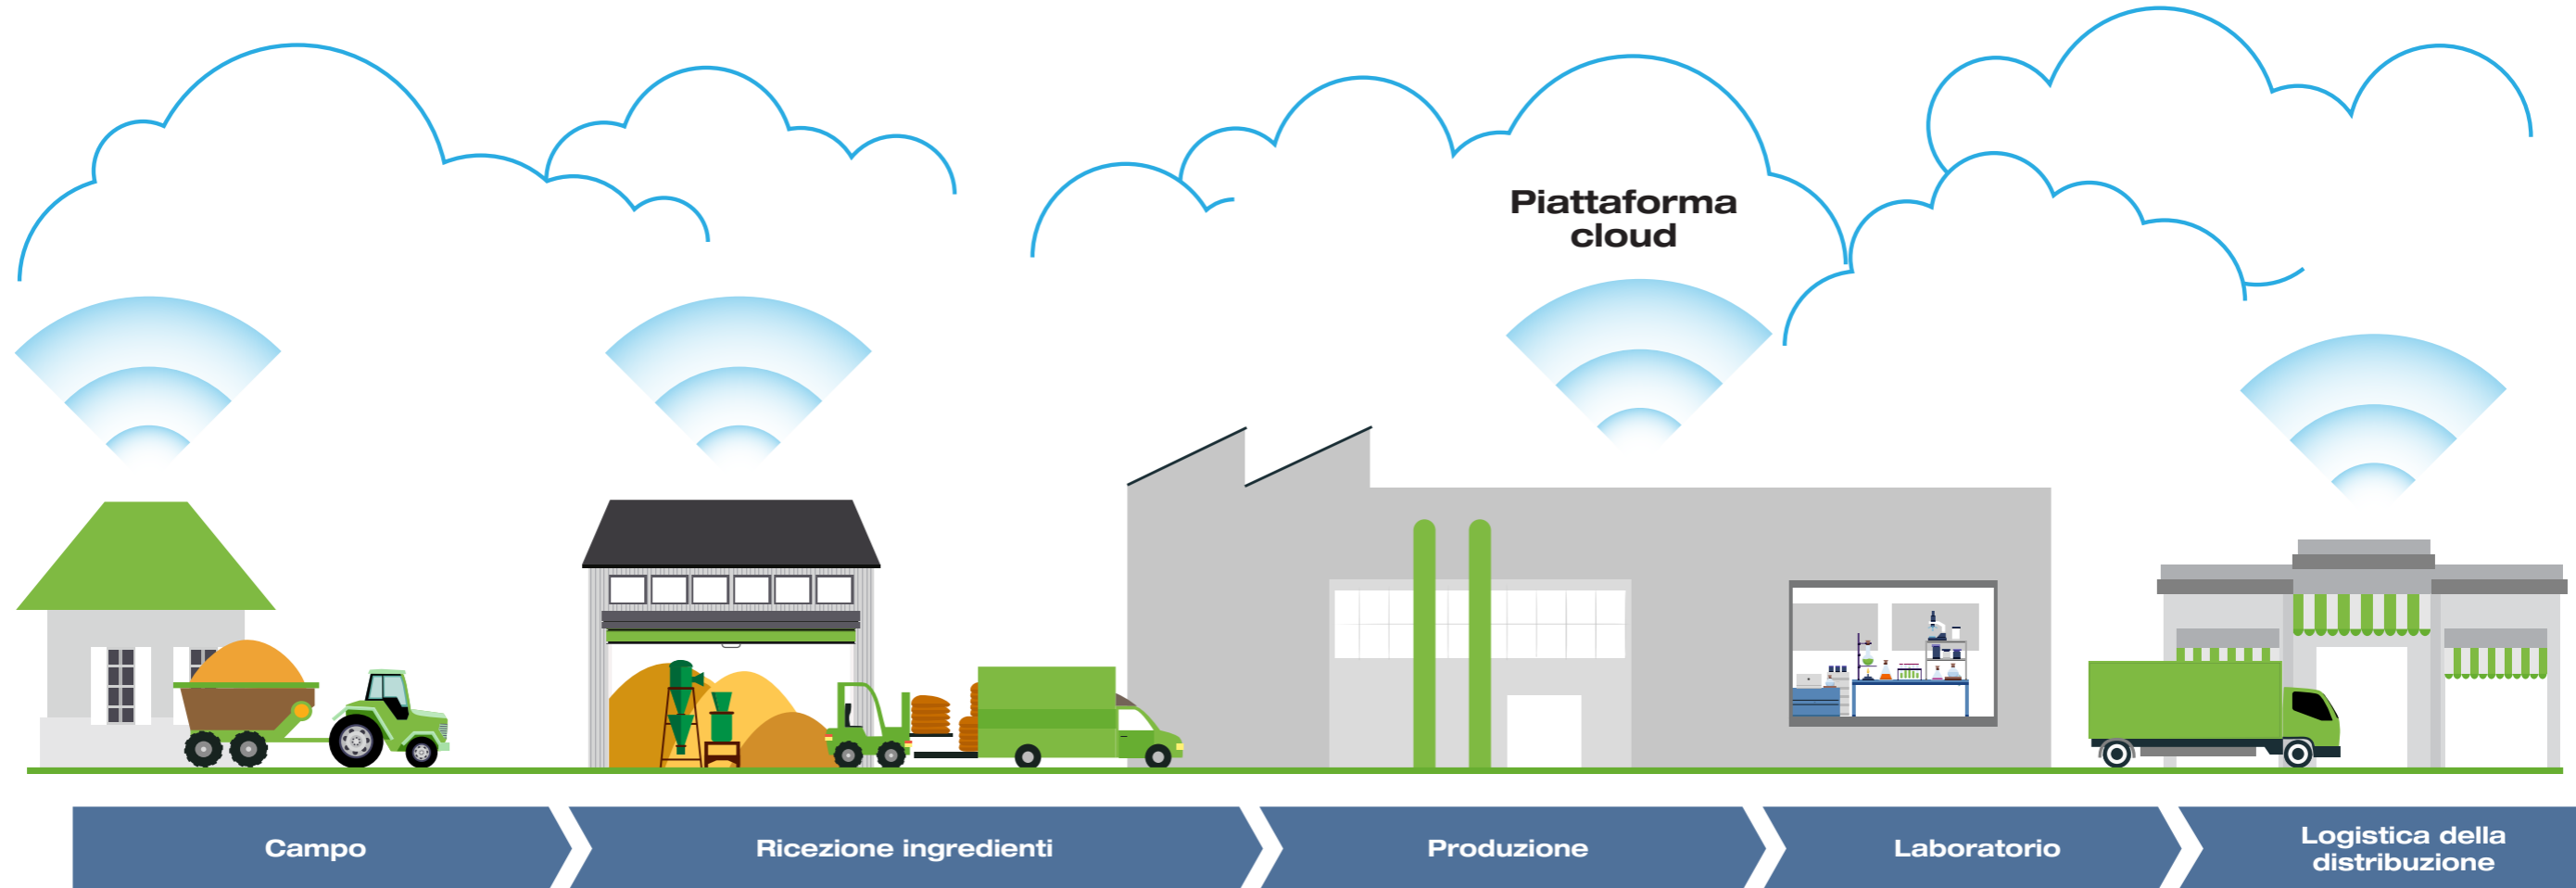 Piattaforma
cloud
Campo
Ricezione ingredienti
Produzione
Laboratorio
Logistica della
distribuzione